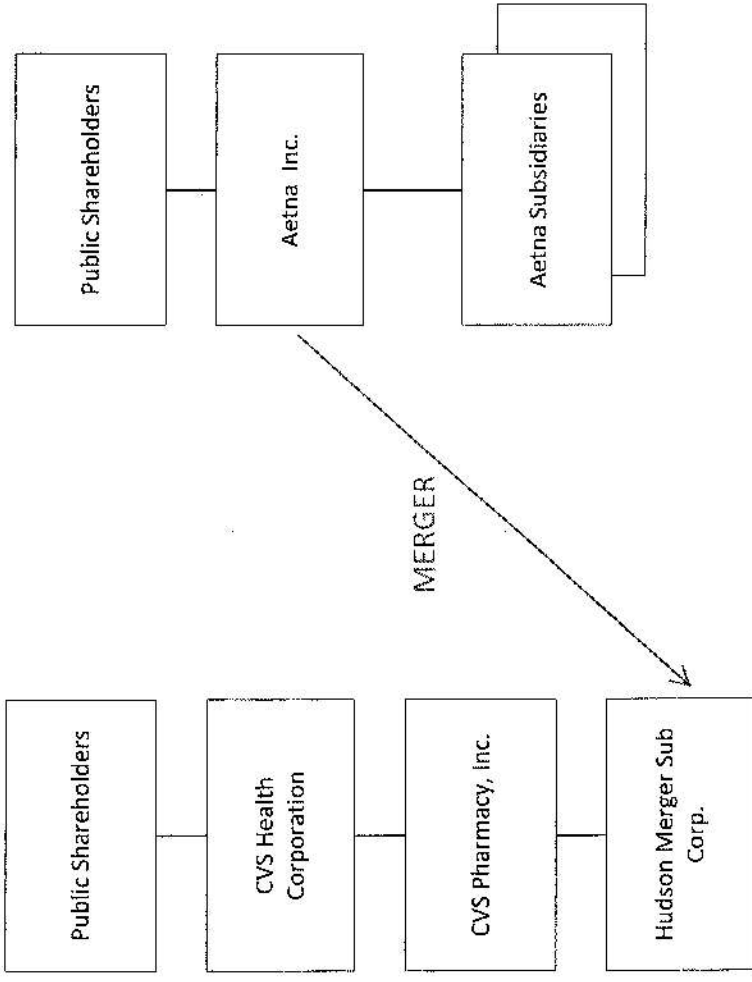 Public Shareholders
CVS Health
Corporation
CVS Pharmacy, Inc.
Hudson Merger Sub
Corp.
MERGER
Public Shareholders
Aetna Inc.
Aetna Subsidiaries